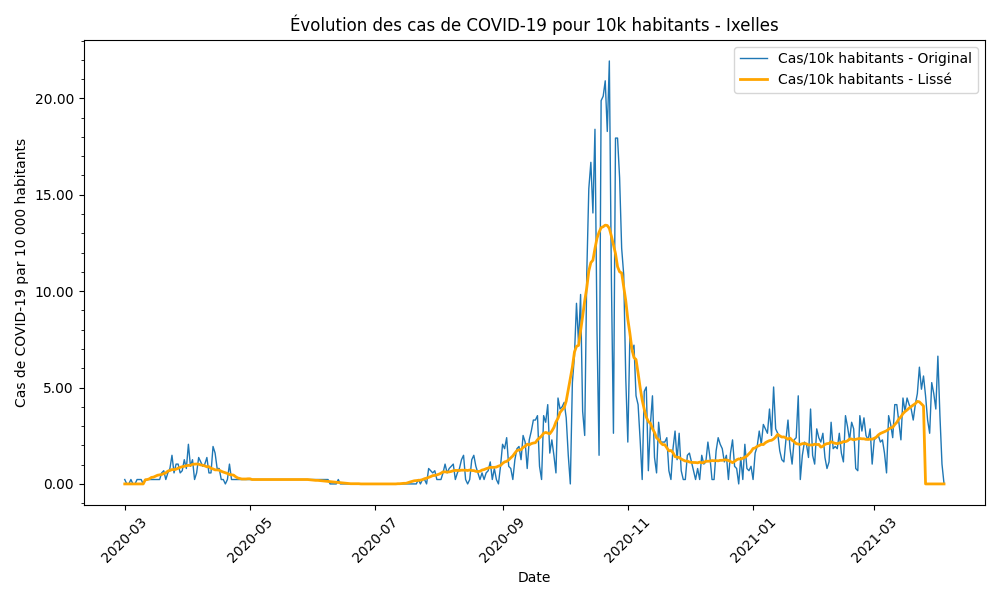 Évolution des cas de COVID-19 pour 10k habitants - Ixelles
Cas/10k habitants - Original
Cas/10k habitants - Lissé
Cas de COVID-19 par 10 000 habitants
20.00
15.00
10.00
5.00
0.00
2020-03
2020-05
2020-07
2020-09
2020-11
2021-01
2021-03
Date